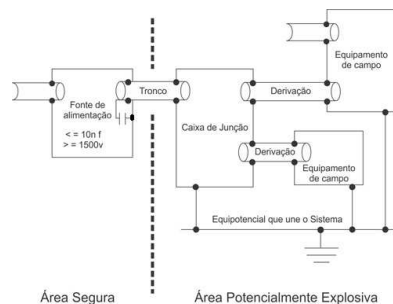 Equipamento
de campo
Tronco
Derivação
Fonte de
alimentação
< = 10n f
> = 1500v
Caixa de Junção
Derivação
Equipamento
de campo
Equipotencial que une o Sistema
Área Segura
Área Potencialmente Explosiva